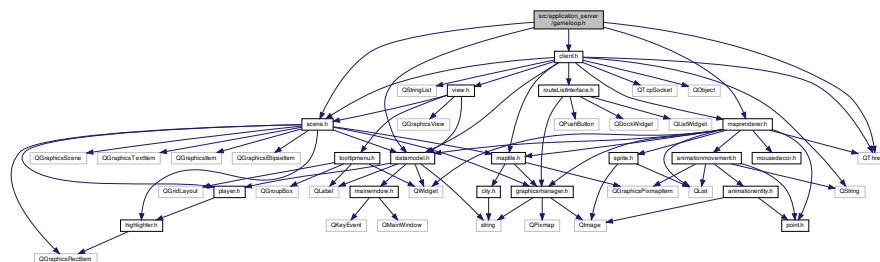 src/application_server
/gameloop.h
client.h
QStringList
view.h
routeListInterface.h
QTcpSocket
QObject
scene.h
QGraphicsView
QPushButton
QDockWidget
QListWidget
maprenderer.h
QGraphicsScene
QGraphicsTextItem
QGraphicsItem
QGraphicsEllipseItem
tooltipmenu.h
datamodel.h
maptile.h
sprite.h
animationmovement.h
mousedecor.h
QThre
QGridLayout
player.h
QGroupBox
QLabel
mainwindow.h
QWidget
city.h
graphicsmanager.h
QGraphicsPixmapItem
QList
animationentity.h
QString
highlighter.h
QKeyEvent
QMainWindow
string
QPixmap
QImage
point.h
QGraphicsRectItem